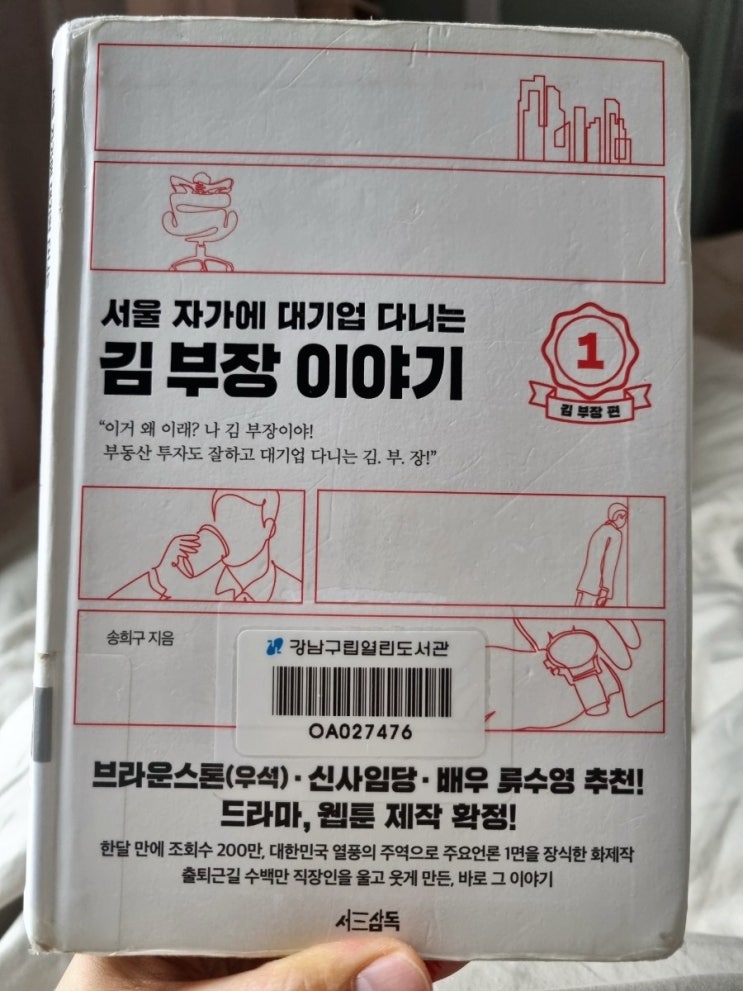 서울 자가에 대기업 다니는
김 부장 이야기
1
김 부장 편
“이거 왜 이래? 나 김 부장이야!
부동산 투자도 잘하고 대기업 다니는 김. 부. 장!”
송희구 지음
강남구립열린도서관
OA027476
브라운스톤(우석)·신사임당·배우 류수영 추천!
드라마, 웹툰 제작 확정!
한달 만에 조회수 200만, 대한민국 열풍의 주역으로 주요언론 1면을 장식한 화제작
출퇴근길 수백만 직장인을 울고 웃게 만든, 바로 그 이야기
서삼독